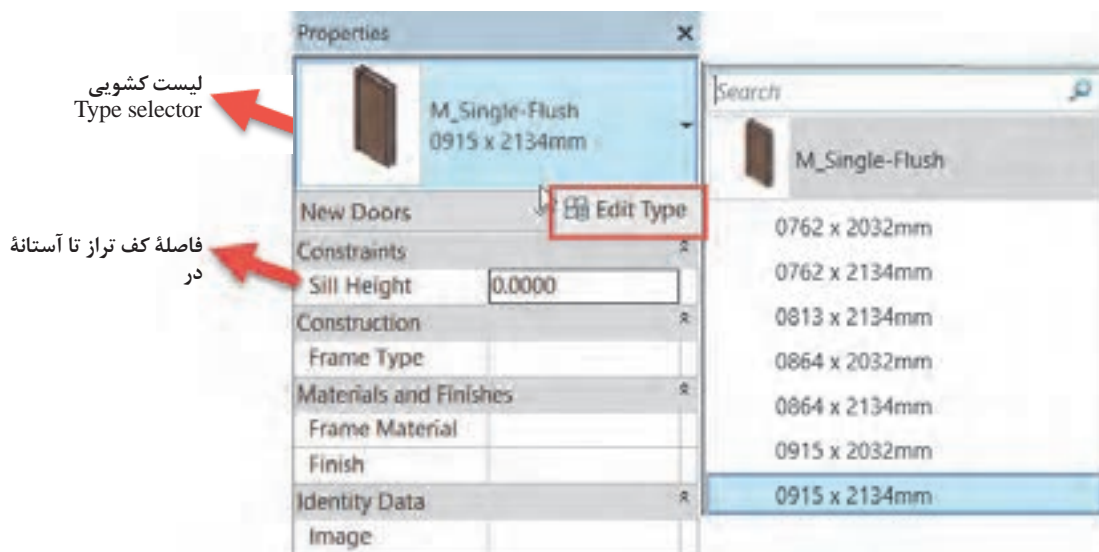 لیست کشویی
Type selector
فاصلهٔ کف تراز تا آستانهٔ
در
Properties
M_Single-Flush
0915 x 2134mm
New Doors
Edit Type
Constraints
Sill Height 0.0000
Construction
Frame Type
Materials and Finishes
Frame Material
Finish
Identity Data
Image
Search
M_Single-Flush
0762 x 2032mm
0762 x 2134mm
0813 x 2134mm
0864 x 2032mm
0864 x 2134mm
0915 x 2032mm
0915 x 2134mm